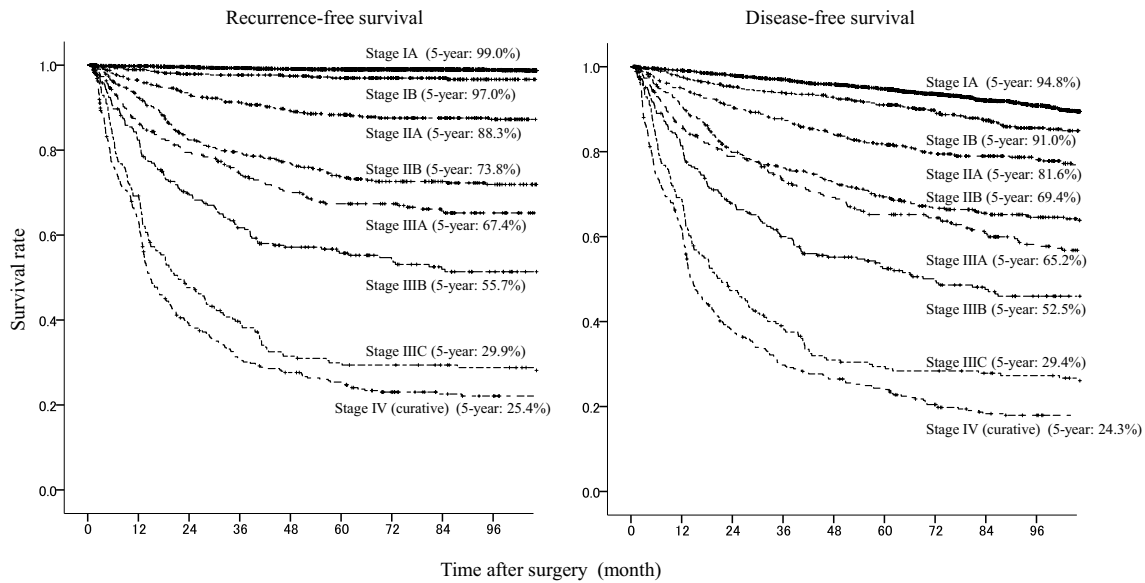 Recurrence-free survival
Disease-free survival
Survival rate
1.0
0.8
0.6
0.4
0.2
0.0
Stage IA (5-year: 99.0%)
Stage IB (5-year: 97.0%)
Stage IIA (5-year: 88.3%)
Stage IIB (5-year: 73.8%)
Stage IIIA (5-year: 67.4%)
Stage IIIB (5-year: 55.7%)
Stage IIIC (5-year: 29.9%)
Stage IV (curative) (5-year: 25.4%)
0 12 24 36 48 60 72 84 96
1.0
0.8
0.6
0.4
0.2
0.0
Stage IA (5-year: 94.8%)
Stage IB (5-year: 91.0%)
Stage IIA (5-year: 81.6%)
Stage IIB (5-year: 69.4%)
Stage IIIA (5-year: 65.2%)
Stage IIIB (5-year: 52.5%)
Stage IIIC (5-year: 29.4%)
Stage IV (curative) (5-year: 24.3%)
0 12 24 36 48 60 72 84 96
Time after surgery (month)